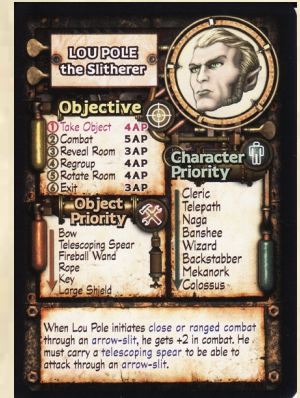 LOU POLE
the Slitherer
Objective
1 Take Object 4AP
2 Combat 5AP
3 Reveal Room 3AP
4 Regroup 4AP
5 Rotate Room 4AP
6 Exit 3AP
Character
Priority
Cleric
Telepath
Naga
Banshee
Wizard
Backstabber
Mekanork
Colossus
Object
Priority
Bow
Telescoping Spear
Fireball Wand
Rope
Key
Large Shield
When Lou Pole initiates close or ranged combat
through an arrow-slit, he gets +2 in combat. He
must carry a telescoping spear to be able to
attack through an arrow-slit.